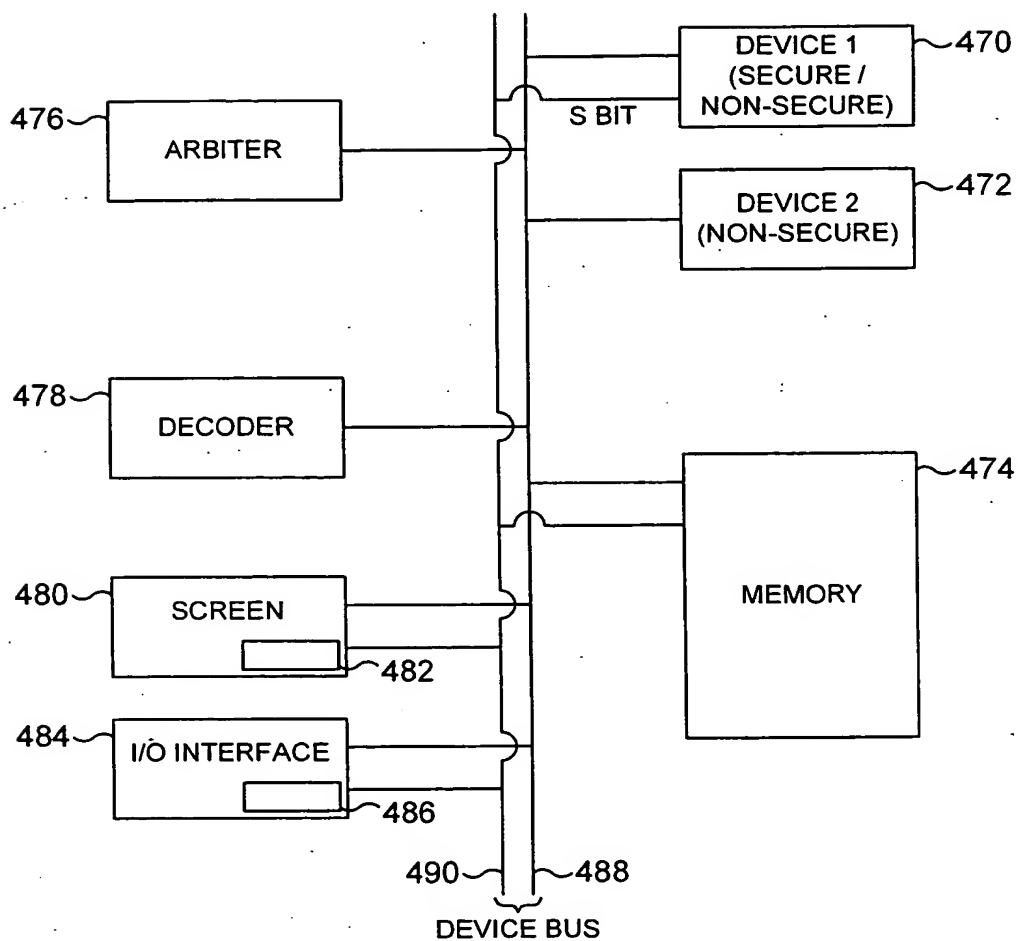 DEVICE 1
(SECURE /
NON-SECURE)
470
S BIT
476
ARBITER
DEVICE 2
(NON-SECURE)
472
478
DECODER
474
MEMORY
480
SCREEN
482
484
I/O INTERFACE
486
490
488
DEVICE BUS